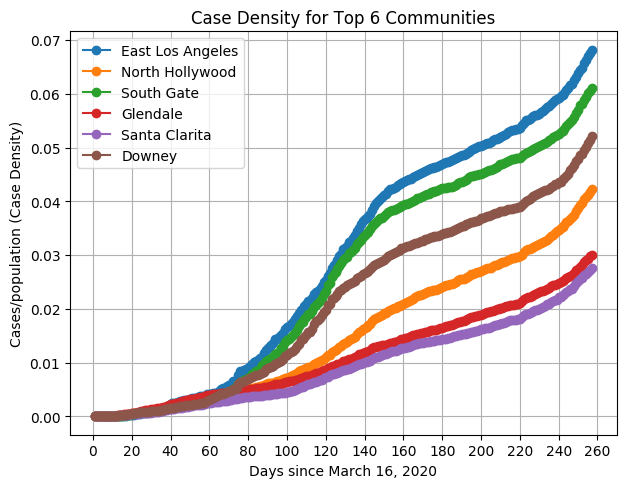 Case Density for Top 6 Communities
0.07
0.06
0.05
0.04
0.03
0.02
0.01
0.00
Cases/population (Case Density)
East Los Angeles
North Hollywood
South Gate
Glendale
Santa Clarita
Downey
0 20 40 60 80 100 120 140 160 180 200 220 240 260
Days since March 16, 2020